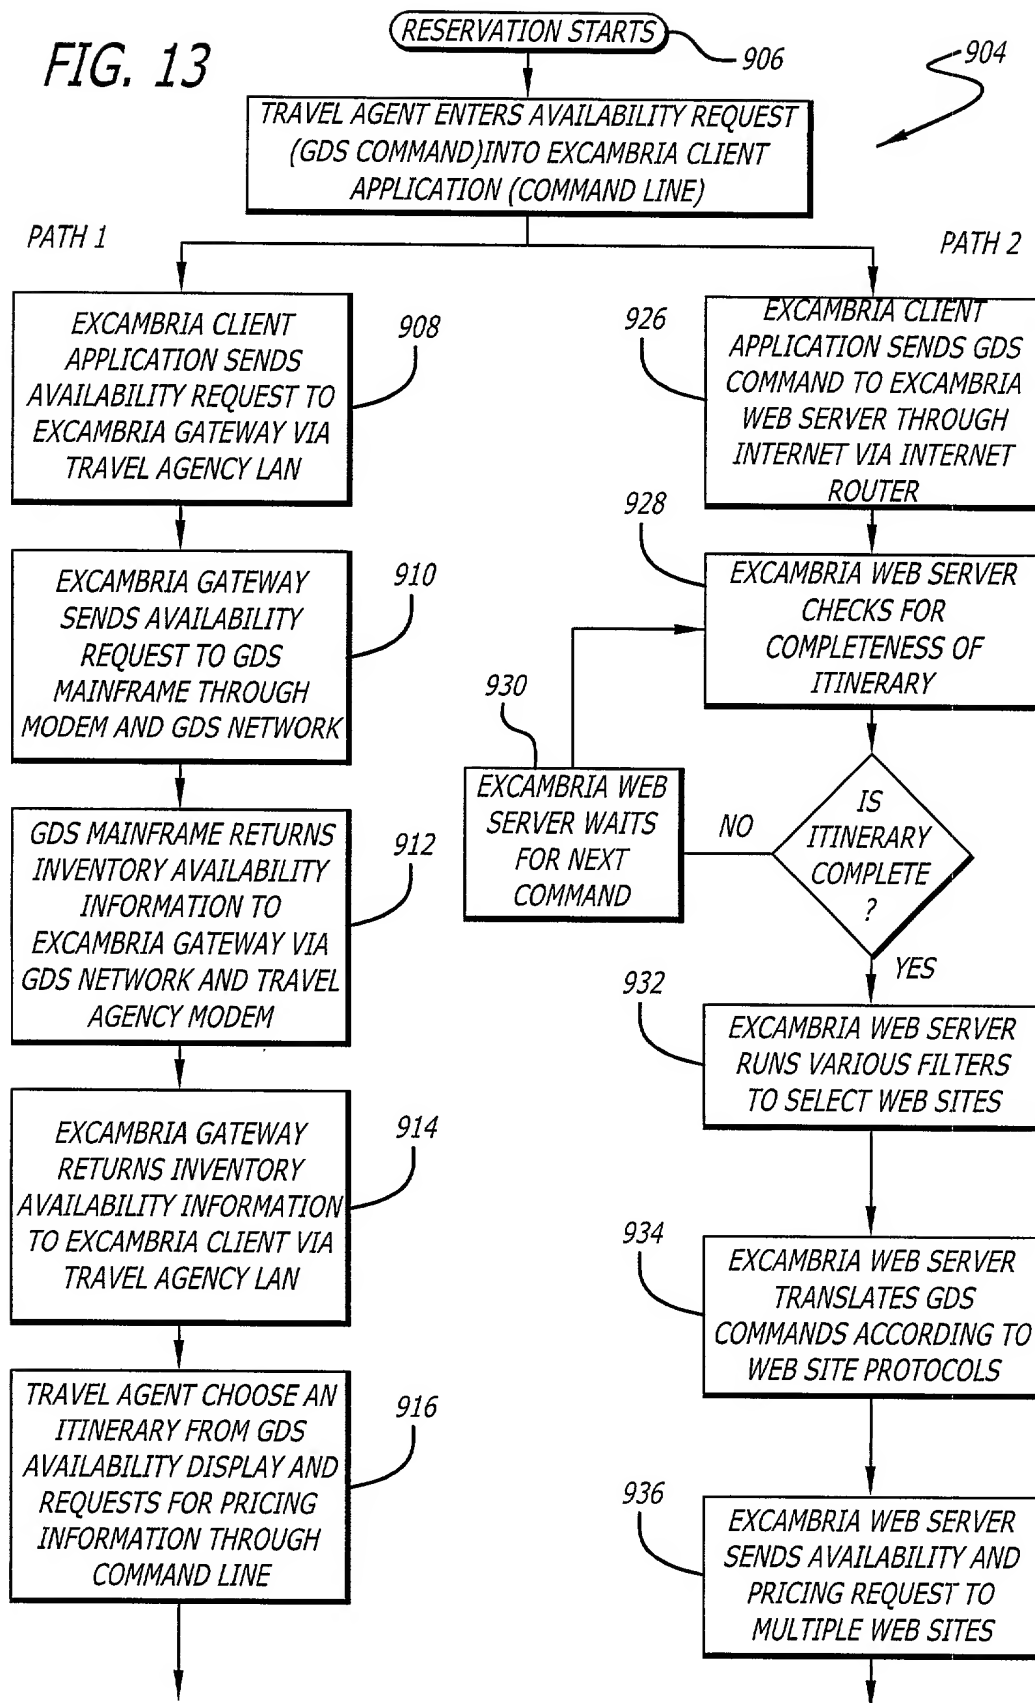 FIG. 13
RESERVATION STARTS
906
904
TRAVEL AGENT ENTERS AVAILABILITY REQUEST
(GDS COMMAND)INTO EXCAMBRIA CLIENT
APPLICATION (COMMAND LINE)
PATH 1
EXCAMBRIA CLIENT
APPLICATION SENDS
AVAILABILITY REQUEST TO
EXCAMBRIA GATEWAY VIA
TRAVEL AGENCY LAN
908
EXCAMBRIA GATEWAY
SENDS AVAILABILITY
REQUEST TO GDS
MAINFRAME THROUGH
MODEM AND GDS NETWORK
910
GDS MAINFRAME RETURNS
INVENTORY AVAILABILITY
INFORMATION TO
EXCAMBRIA GATEWAY VIA
GDS NETWORK AND TRAVEL
AGENCY MODEM
912
EXCAMBRIA GATEWAY
RETURNS INVENTORY
AVAILABILITY INFORMATION
TO EXCAMBRIA CLIENT VIA
TRAVEL AGENCY LAN
914
TRAVEL AGENT CHOOSE AN
ITINERARY FROM GDS
AVAILABILITY DISPLAY AND
REQUESTS FOR PRICING
INFORMATION THROUGH
COMMAND LINE
916
PATH 2
926
EXCAMBRIA CLIENT
APPLICATION SENDS GDS
COMMAND TO EXCAMBRIA
WEB SERVER THROUGH
INTERNET VIA INTERNET
ROUTER
928
EXCAMBRIA WEB SERVER
CHECKS FOR
COMPLETENESS OF
ITINERARY
930
EXCAMBRIA WEB
SERVER WAITS
FOR NEXT
COMMAND
NO
IS
ITINERARY
COMPLETE
?
YES
932
EXCAMBRIA WEB SERVER
RUNS VARIOUS FILTERS
TO SELECT WEB SITES
934
EXCAMBRIA WEB SERVER
TRANSLATES GDS
COMMANDS ACCORDING TO
WEB SITE PROTOCOLS
936
EXCAMBRIA WEB SERVER
SENDS AVAILABILITY AND
PRICING REQUEST TO
MULTIPLE WEB SITES